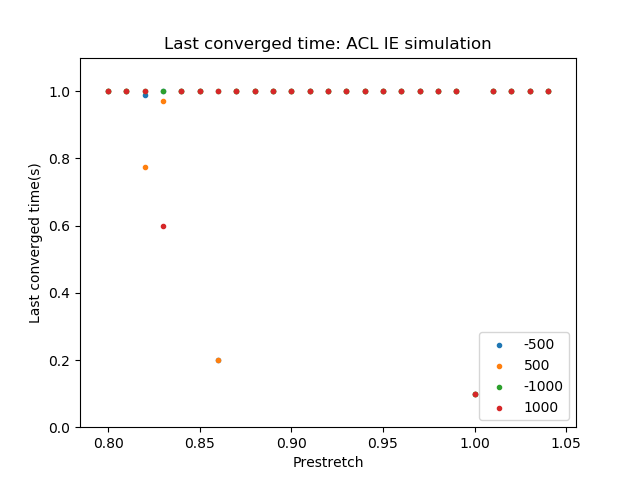 Last converged time: ACL IE simulation
Last converged time(s)
1.0
0.8
0.6
0.4
0.2
0.0
-500
500
-1000
1000
0.80 0.85 0.90 0.95 1.00 1.05
Prestretch